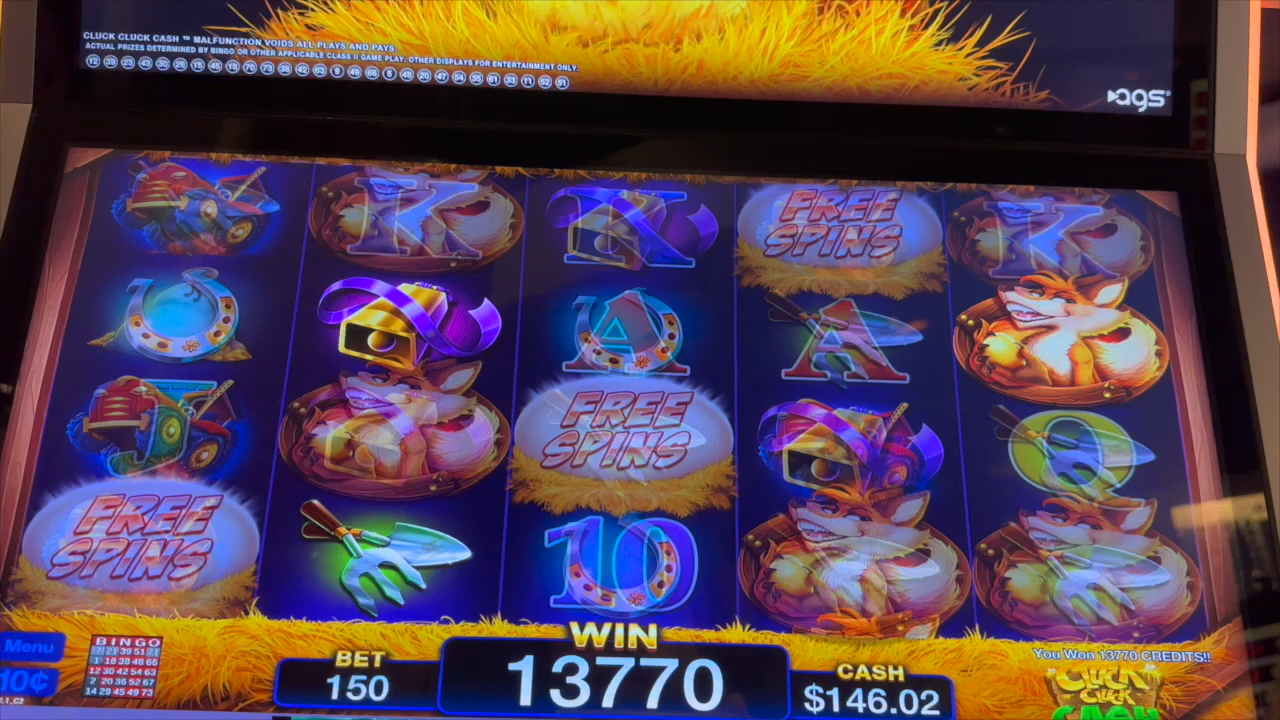 CLUCK CLUCK CASH ™ MALFUNCTION VOIDS ALL PLAYS AND PAYS.
ACTUAL PRIZES DETERMINED BY BINGO OR OTHER APPLICABLE CLASS II GAME PLAY. OTHER DISPLAYS FOR ENTERTAINMENT ONLY.
ags
K
K
FREE SPINS
K
A
A
FREE SPINS
J
Q
FREE SPINS
10
WIN
13770
BET
150
CASH
$146.02
You Won 13770 CREDITS!!
Menu
10¢
BINGO
CLUCK
CLUCK
CASH